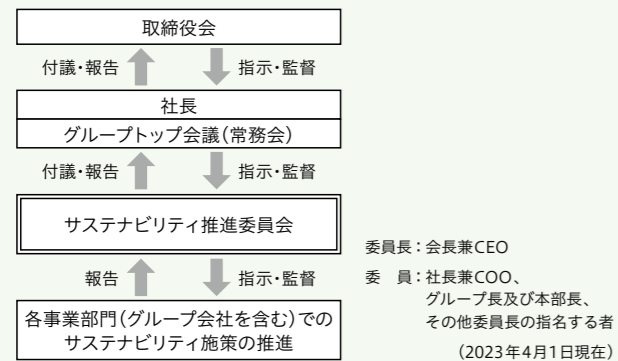 取締役会
付議・報告 指示・監督
社長
グループトップ会議（常務会）
付議・報告 指示・監督
サステナビリティ推進委員会
委員長：会長兼CEO
委　員：社長兼COO、
グループ長及び本部長、
その他委員長の指名する者
（2023年4月1日現在）
報告 指示・監督
各事業部門（グループ会社を含む）での
サステナビリティ施策の推進